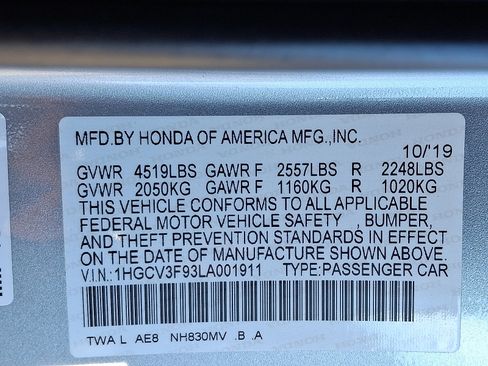 MFD.BY HONDA OF AMERICA MFG.,INC.
10/'19
GVWR 4519LBS GAWR F 2557LBS R 2248LBS
GVWR 2050KG GAWR F 1160KG R 1020KG
THIS VEHICLE CONFORMS TO ALL APPLICABLE
FEDERAL MOTOR VEHICLE SAFETY , BUMPER,
AND THEFT PREVENTION STANDARDS IN EFFECT
ON THE DATE OF MANUFACTURE SHOWN ABOVE.
V.I.N.:1HGCV3F93LA001911 TYPE:PASSENGER CAR
TWA L AE8 NH830MV .B .A